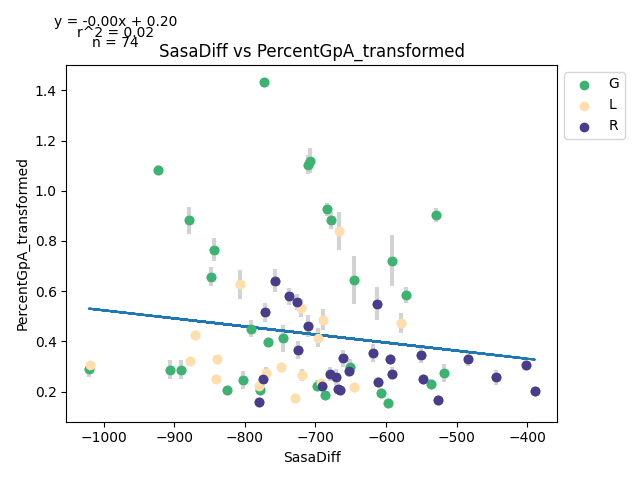 y = -0.00x + 0.20
r^2 = 0.02
n = 74
SasaDiff vs PercentGpA_transformed
G
L
R
PercentGpA_transformed
1.4
1.2
1.0
0.8
0.6
0.4
0.2
−1000 −900 −800 −700 −600 −500 −400
SasaDiff